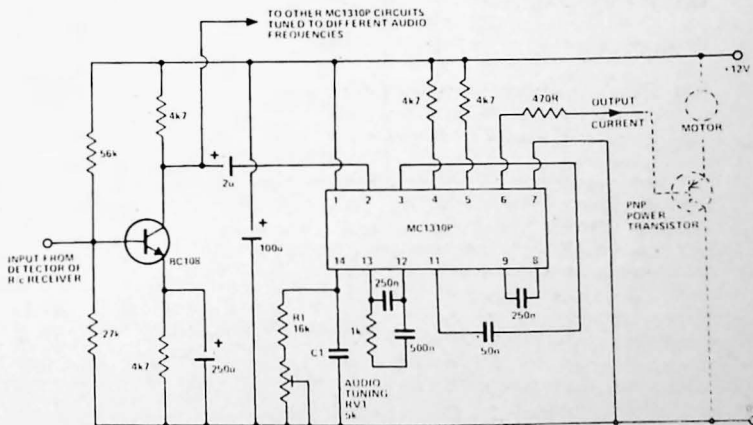 TO OTHER MC1310P CIRCUITS
TUNED TO DIFFERENT AUDIO
FREQUENCIES
+12V
4k7
4k7
4k7
470R
OUTPUT
CURRENT
MOTOR
56k
+
2u
1
2
3
4
5
6
7
MC1310P
PNP
POWER
TRANSISTOR
INPUT FROM
DETECTOR OF
R-c RECEIVER
BC108
+
100u
14
13
12
11
9
8
250n
250n
R1
16k
1k
500n
C1
50n
27k
4k7
+
250u
AUDIO
TUNING
RV1
5k
0